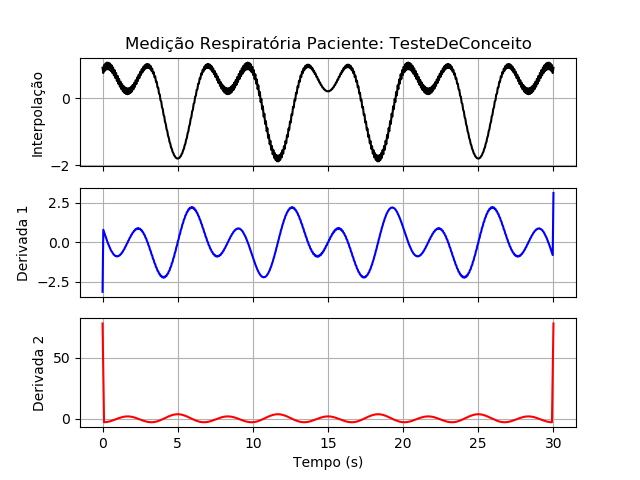 Medição Respiratória Paciente: TesteDeConceito
Interpolação
0
−2
Derivada 1
2.5
0.0
−2.5
Derivada 2
50
0
0 5 10 15 20 25 30
Tempo (s)